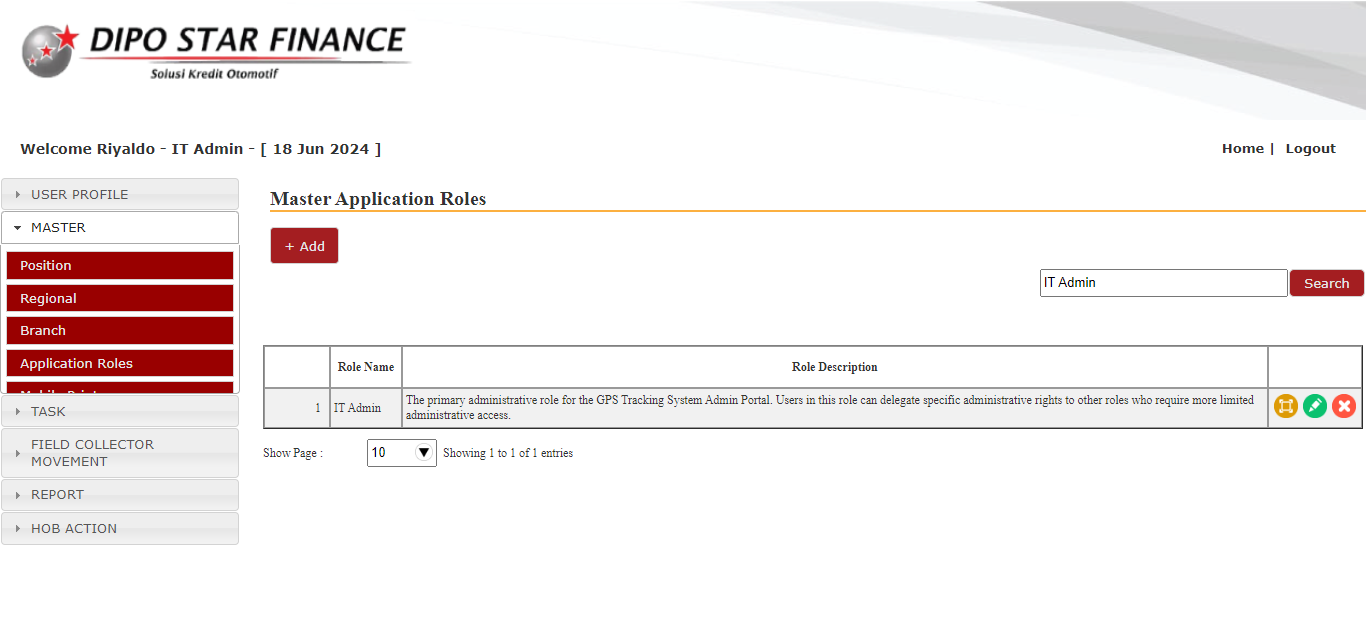 DIPO STAR FINANCE
Solusi Kredit Otomotif
Welcome Riyaldo - IT Admin - [ 18 Jun 2024 ]
Home | Logout
USER PROFILE
MASTER
Position
Regional
Branch
Application Roles
TASK
FIELD COLLECTOR
MOVEMENT
REPORT
HOB ACTION
Master Application Roles
+ Add
IT Admin Search
Role Name Role Description
1 IT Admin The primary administrative role for the GPS Tracking System Admin Portal. Users in this role can delegate specific administrative rights to other roles who require more limited
administrative access.
Show Page : 10 Showing 1 to 1 of 1 entries